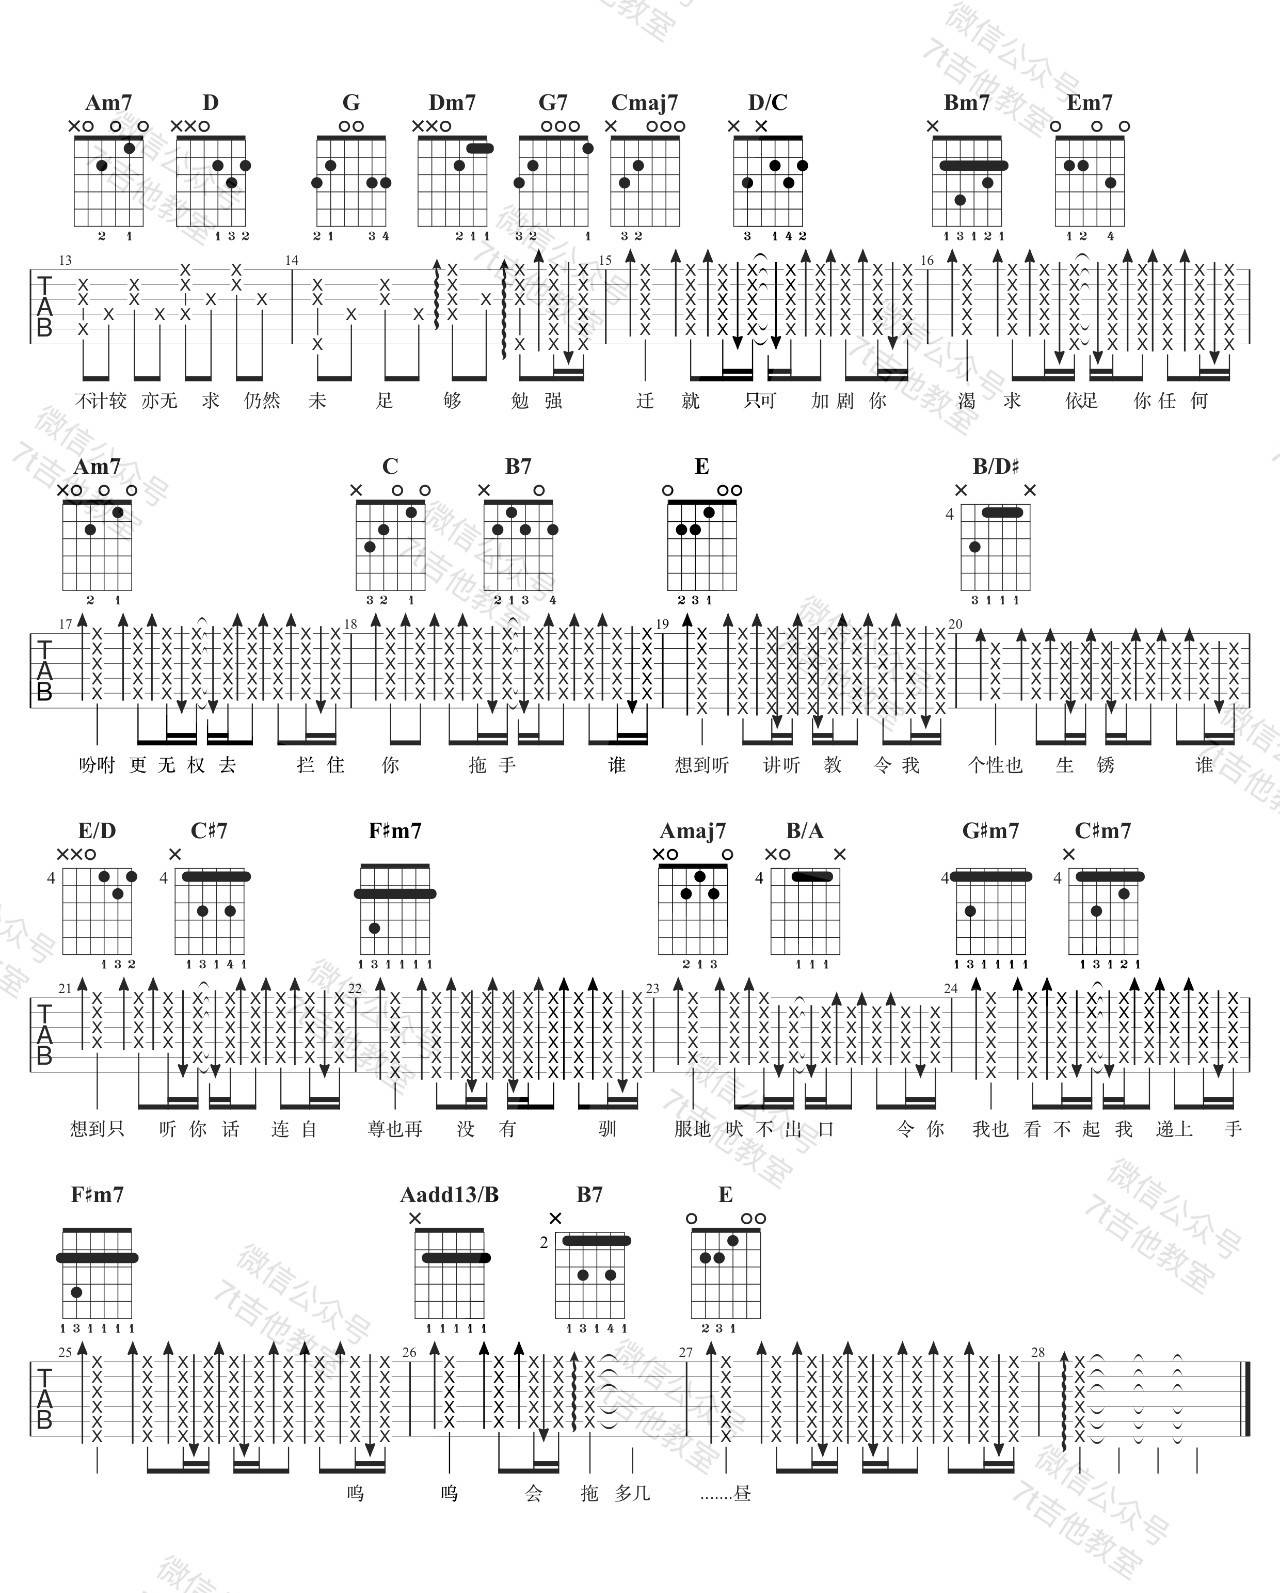 微信公众号
7t吉他教室
Am7 D G Dm7 G7 Cmaj7 D/C Bm7 Em7
2 1 1 3 2 2 1 3 4 2 1 1 3 2 1 3 2 3 1 4 2 1 3 1 2 1 1 2 4
13 14 15 16
TAB
不计较 亦无 求 仍然 未 足 够 勉 强 迁 就 只可 加 剧 你 渴 求 依足 你 任 何
Am7 C B7 E B/D♯
4
2 1 3 2 1 2 1 3 4 2 3 1 3 1 1 1
17 18 19 20
TAB
吩咐 更 无 权 去 拦 住 你 拖 手 谁 想到听 讲听 教 令 我 个性也 生 锈 谁
E/D C♯7 F♯m7 Amaj7 B/A G♯m7 C♯m7
4 4 4 4 4
1 3 2 1 3 1 4 1 1 3 1 1 1 1 2 1 3 1 1 1 1 3 1 1 1 1 1 3 1 2 1
21 22 23 24
TAB
想到只 听 你 话 连 自 尊也再 没 有 驯 服地 吠 不 出 口 令 你 我也 看 不 起 我 递上 手
F♯m7 Aadd13/B B7 E
2
1 3 1 1 1 1 1 1 1 1 1 1 3 1 4 1 2 3 1
25 26 27 28
TAB
呜 呜 会 拖 多几 .......昼